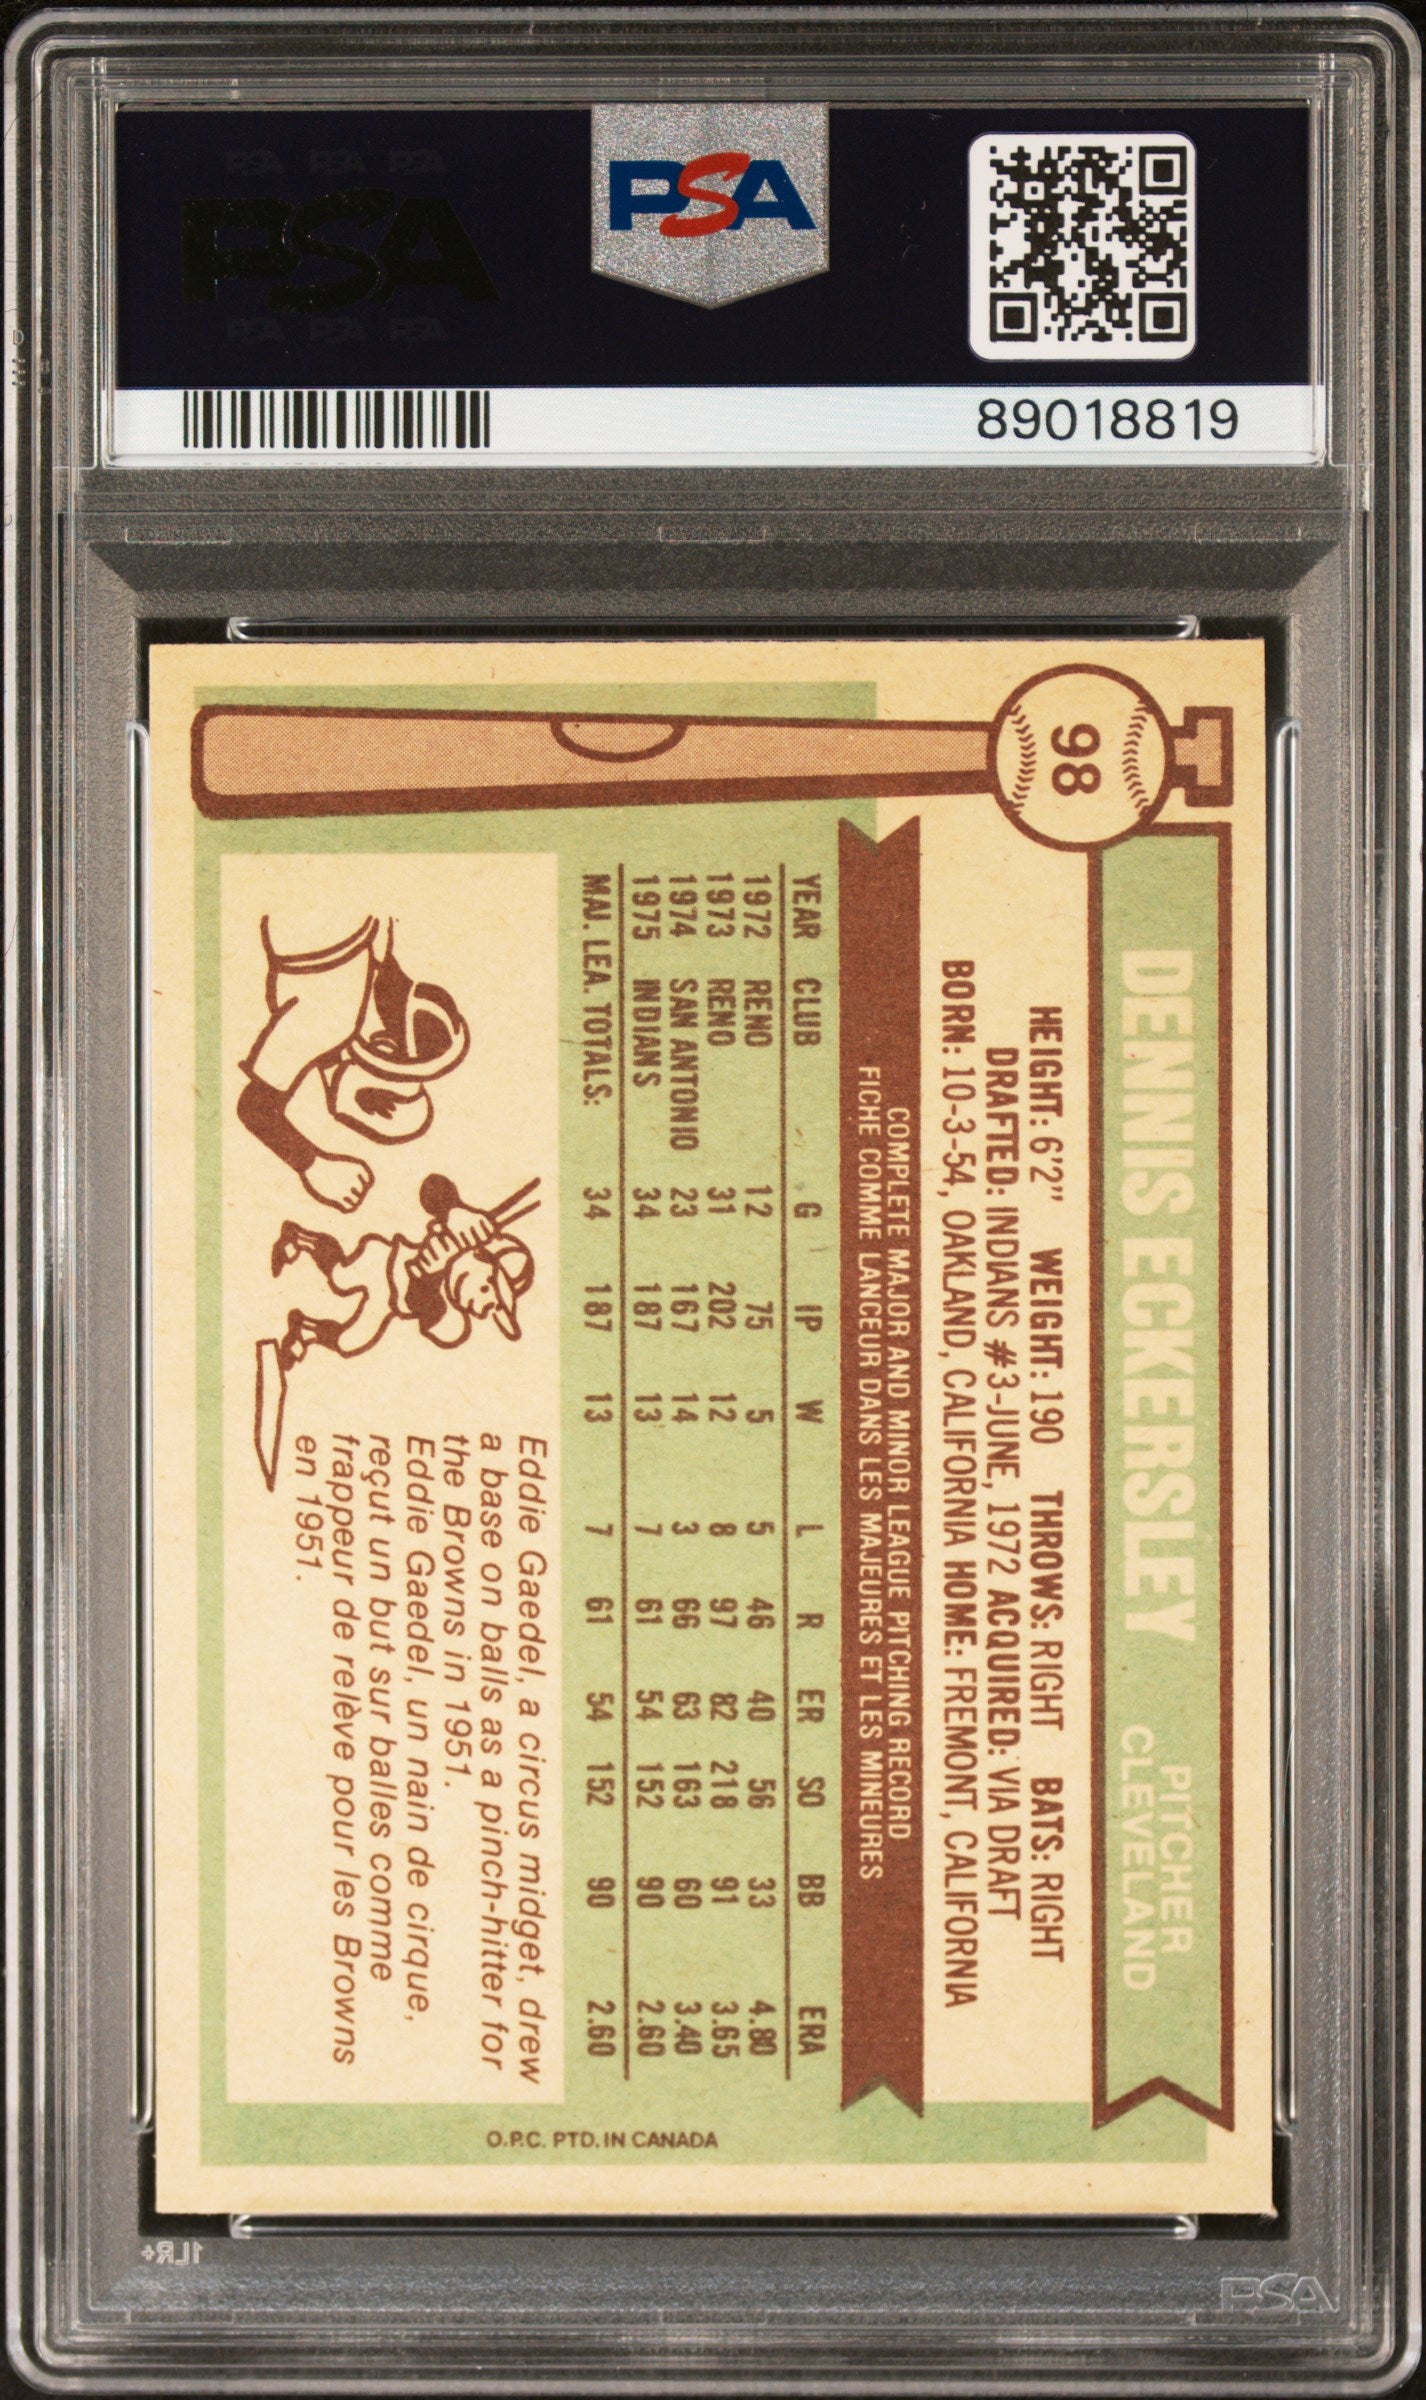 PSA PSA PSA
PSA
PSA PSA PSA
PSA
89018819
98
DENNIS ECKERSLEY
PITCHER
CLEVELAND
HEIGHT: 6'2" WEIGHT: 190 THROWS: RIGHT BATS: RIGHT
DRAFTED: INDIANS #3-JUNE, 1972 ACQUIRED: VIA DRAFT
BORN: 10-3-54, OAKLAND, CALIFORNIA HOME: FREMONT, CALIFORNIA
COMPLETE MAJOR AND MINOR LEAGUE PITCHING RECORD
FICHE COMME LANCEUR DANS LES MAJEURES ET LES MINEURES
YEAR CLUB G IP W L R ER SO BB ERA
1972 RENO 12 75 5 5 46 40 56 33 4.80
1973 RENO 31 202 12 8 97 82 218 91 3.65
1974 SAN ANTONIO 23 167 14 3 66 63 163 60 3.40
1975 INDIANS 34 187 13 7 61 54 152 90 2.60
MAJ. LEA. TOTALS: 34 187 13 7 61 54 152 90 2.60
Eddie Gaedel, a circus midget, drew
a base on balls as a pinch-hitter for
the Browns in 1951.
Eddie Gaedel, un nain de cirque,
reçut un but sur balles comme
frappeur de relève pour les Browns
en 1951.
O.P.C. PTD. IN CANADA
1LR+
PSA